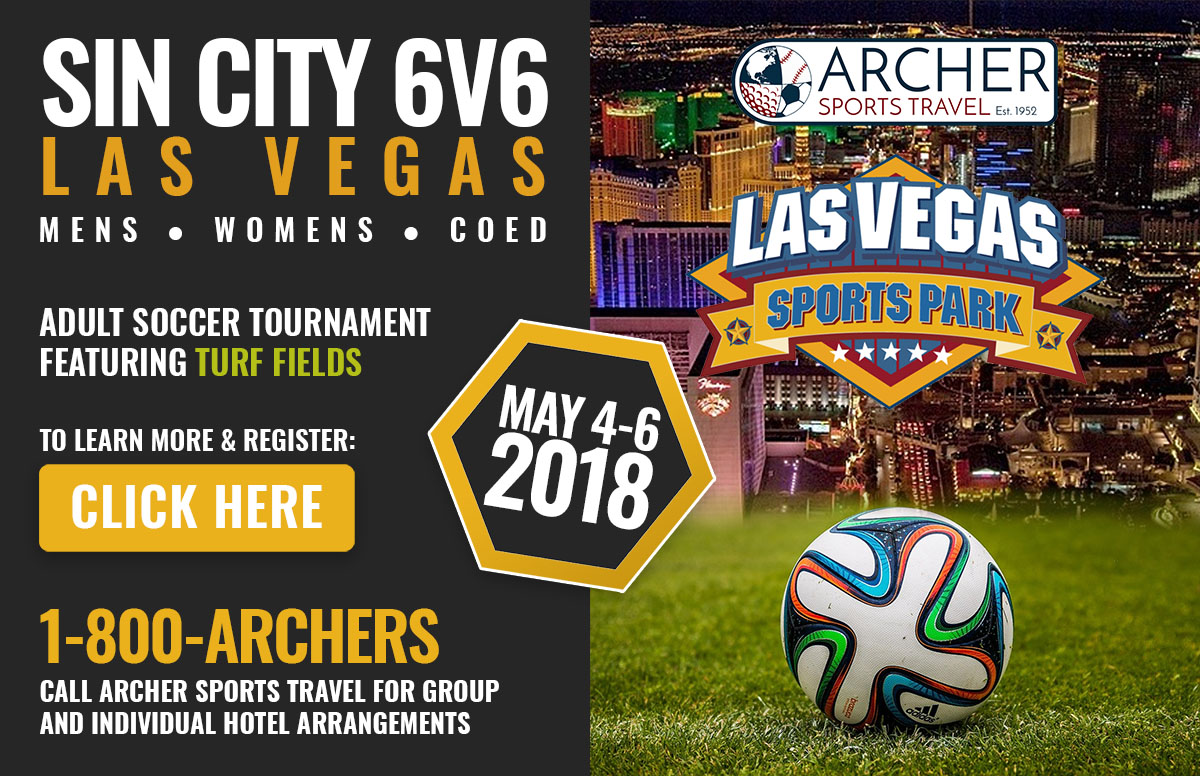 SIN CITY 6V6
LAS VEGAS
MENS • WOMENS • COED
ADULT SOCCER TOURNAMENT
FEATURING TURF FIELDS
TO LEARN MORE & REGISTER:
CLICK HERE
1-800-ARCHERS
CALL ARCHER SPORTS TRAVEL FOR GROUP
AND INDIVIDUAL HOTEL ARRANGEMENTS
MAY 4-6
2018
ARCHER
SPORTS TRAVEL Est. 1952
LAS VEGAS
SPORTS PARK
Flamingo
adidas